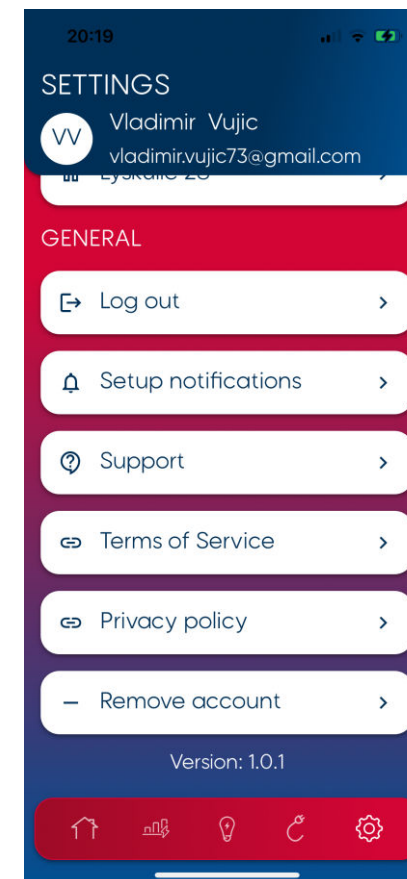 20:19
SETTINGS
VV
Vladimir Vujic
vladimir.vujic73@gmail.com
GENERAL
Log out
Setup notifications
Support
Terms of Service
Privacy policy
Remove account
Version: 1.0.1